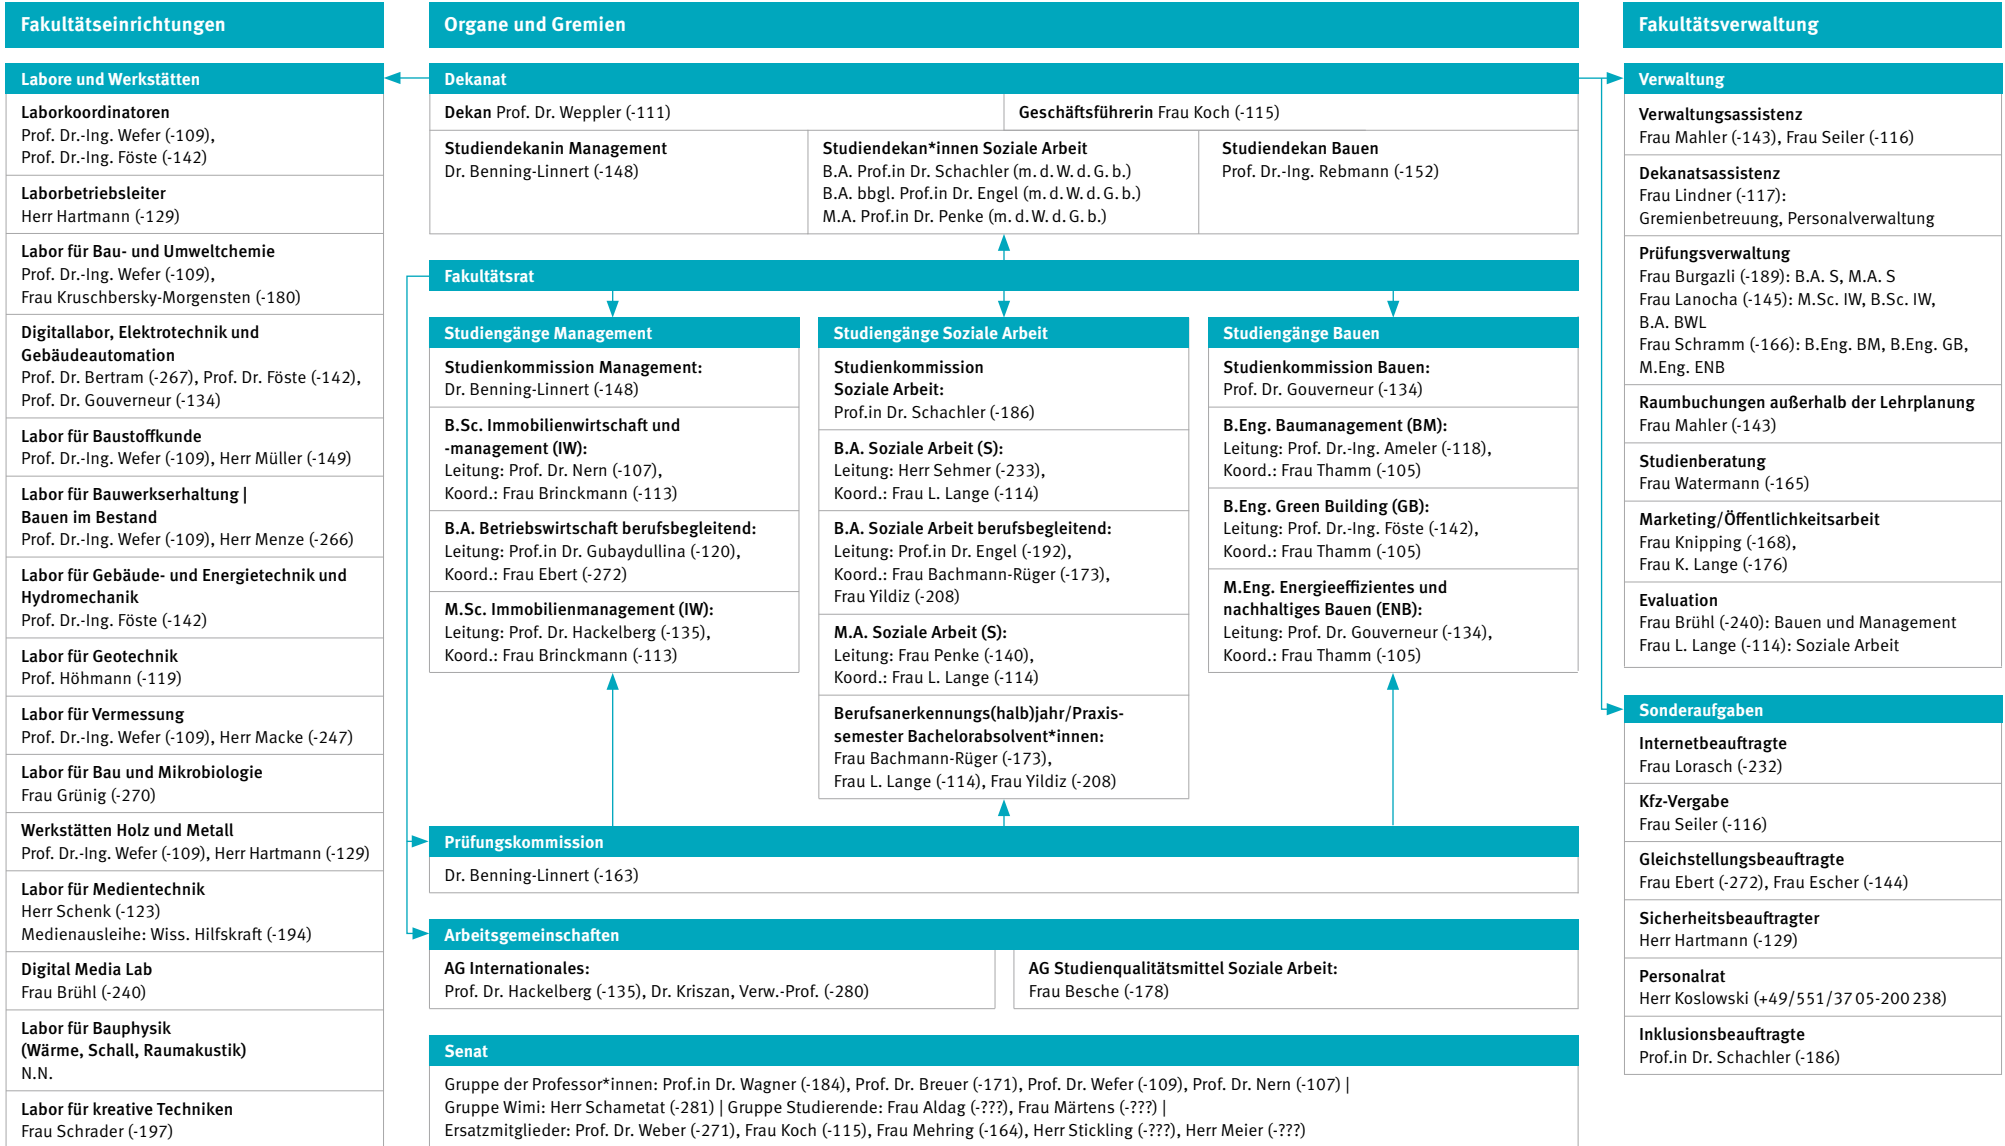 Fakultätseinrichtungen
Labore und Werkstätten
Laborkoordinatoren
Prof. Dr.-Ing. Wefer (-109),
Prof. Dr.-Ing. Föste (-142)
Laborbetriebsleiter
Herr Hartmann (-129)
Labor für Bau- und Umweltchemie
Prof. Dr.-Ing. Wefer (-109),
Frau Kruschbersky-Morgensten (-180)
Digitallabor, Elektrotechnik und
Gebäudeautomation
Prof. Dr. Bertram (-267), Prof. Dr. Föste (-142),
Prof. Dr. Gouverneur (-134)
Labor für Baustoffkunde
Prof. Dr.-Ing. Wefer (-109), Herr Müller (-149)
Labor für Bauwerkserhaltung |
Bauen im Bestand
Prof. Dr.-Ing. Wefer (-109), Herr Menze (-266)
Labor für Gebäude- und Energietechnik und
Hydromechanik
Prof. Dr.-Ing. Föste (-142)
Labor für Geotechnik
Prof. Höhmann (-119)
Labor für Vermessung
Prof. Dr.-Ing. Wefer (-109), Herr Macke (-247)
Labor für Bau und Mikrobiologie
Frau Grünig (-270)
Werkstätten Holz und Metall
Prof. Dr.-Ing. Wefer (-109), Herr Hartmann (-129)
Labor für Medientechnik
Herr Schenk (-123)
Medienausleihe: Wiss. Hilfskraft (-194)
Digital Media Lab
Frau Brühl (-240)
Labor für Bauphysik
(Wärme, Schall, Raumakustik)
N.N.
Labor für kreative Techniken
Frau Schrader (-197)
Organe und Gremien
Dekanat
Dekan Prof. Dr. Weppler (-111)
Geschäftsführerin Frau Koch (-115)
Studiendekanin Management
Dr. Benning-Linnert (-148)
Studiendekan*innen Soziale Arbeit
B.A. Prof.in Dr. Schachler (m. d. W. d. G. b.)
B.A. bbgl. Prof.in Dr. Engel (m. d. W. d. G. b.)
M.A. Prof.in Dr. Penke (m. d. W. d. G. b.)
Studiendekan Bauen
Prof. Dr.-Ing. Rebmann (-152)
Fakultätsrat
Studiengänge Management
Studienkommission Management:
Dr. Benning-Linnert (-148)
B.Sc. Immobilienwirtschaft und
-management (IW):
Leitung: Prof. Dr. Nern (-107),
Koord.: Frau Brinckmann (-113)
B.A. Betriebswirtschaft berufsbegleitend:
Leitung: Prof.in Dr. Gubaydullina (-120),
Koord.: Frau Ebert (-272)
M.Sc. Immobilienmanagement (IW):
Leitung: Prof. Dr. Hackelberg (-135),
Koord.: Frau Brinckmann (-113)
Studiengänge Soziale Arbeit
Studienkommission
Soziale Arbeit:
Prof.in Dr. Schachler (-186)
B.A. Soziale Arbeit (S):
Leitung: Herr Sehmer (-233),
Koord.: Frau L. Lange (-114)
B.A. Soziale Arbeit berufsbegleitend:
Leitung: Prof.in Dr. Engel (-192),
Koord.: Frau Bachmann-Rüger (-173),
Frau Yildiz (-208)
M.A. Soziale Arbeit (S):
Leitung: Frau Penke (-140),
Koord.: Frau L. Lange (-114)
Berufsanerkennungs(halb)jahr/Praxis-
semester Bachelorabsolvent*innen:
Frau Bachmann-Rüger (-173),
Frau L. Lange (-114), Frau Yildiz (-208)
Studiengänge Bauen
Studienkommission Bauen:
Prof. Dr. Gouverneur (-134)
B.Eng. Baumanagement (BM):
Leitung: Prof. Dr.-Ing. Ameler (-118),
Koord.: Frau Thamm (-105)
B.Eng. Green Building (GB):
Leitung: Prof. Dr.-Ing. Föste (-142),
Koord.: Frau Thamm (-105)
M.Eng. Energieeffizientes und
nachhaltiges Bauen (ENB):
Leitung: Prof. Dr. Gouverneur (-134),
Koord.: Frau Thamm (-105)
Prüfungskommission
Dr. Benning-Linnert (-163)
Arbeitsgemeinschaften
AG Internationales:
Prof. Dr. Hackelberg (-135), Dr. Kriszan, Verw.-Prof. (-280)
AG Studienqualitätsmittel Soziale Arbeit:
Frau Besche (-178)
Senat
Gruppe der Professor*innen: Prof.in Dr. Wagner (-184), Prof. Dr. Breuer (-171), Prof. Dr. Wefer (-109), Prof. Dr. Nern (-107) |
Gruppe Wimi: Herr Schametat (-281) | Gruppe Studierende: Frau Aldag (-???), Frau Märtens (-???) |
Ersatzmitglieder: Prof. Dr. Weber (-271), Frau Koch (-115), Frau Mehring (-164), Herr Stickling (-???), Herr Meier (-???)
Fakultätsverwaltung
Verwaltung
Verwaltungsassistenz
Frau Mahler (-143), Frau Seiler (-116)
Dekanatsassistenz
Frau Lindner (-117):
Gremienbetreuung, Personalverwaltung
Prüfungsverwaltung
Frau Burgazli (-189): B.A. S, M.A. S
Frau Lanocha (-145): M.Sc. IW, B.Sc. IW,
B.A. BWL
Frau Schramm (-166): B.Eng. BM, B.Eng. GB,
M.Eng. ENB
Raumbuchungen außerhalb der Lehrplanung
Frau Mahler (-143)
Studienberatung
Frau Watermann (-165)
Marketing/Öffentlichkeitsarbeit
Frau Knipping (-168),
Frau K. Lange (-176)
Evaluation
Frau Brühl (-240): Bauen und Management
Frau L. Lange (-114): Soziale Arbeit
Sonderaufgaben
Internetbeauftragte
Frau Lorasch (-232)
Kfz-Vergabe
Frau Seiler (-116)
Gleichstellungsbeauftragte
Frau Ebert (-272), Frau Escher (-144)
Sicherheitsbeauftragter
Herr Hartmann (-129)
Personalrat
Herr Koslowski (+49/551/37 05-200 238)
Inklusionsbeauftragte
Prof.in Dr. Schachler (-186)